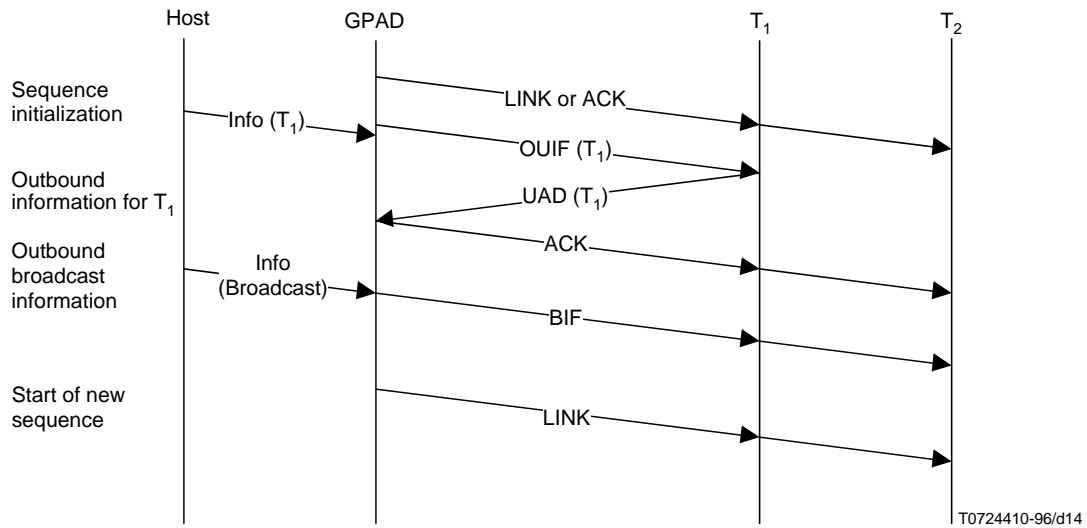 Host
GPAD
T₁
T₂
Sequence
initialization
LINK or ACK
Info (T₁)
OUIF (T₁)
Outbound
information for T₁
UAD (T₁)
ACK
Outbound
broadcast
information
Info
(Broadcast)
BIF
Start of new
sequence
LINK
T0724410-96/d14